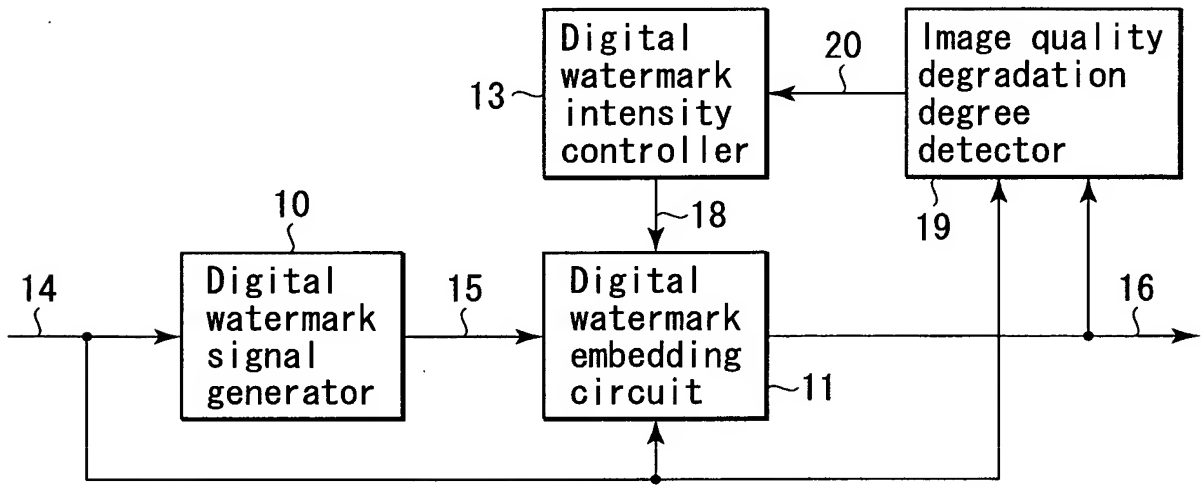 Digital
watermark
intensity
controller
13
20
Image quality
degradation
degree
detector
19
18
10
14
Digital
watermark
signal
generator
15
Digital
watermark
embedding
circuit
11
16